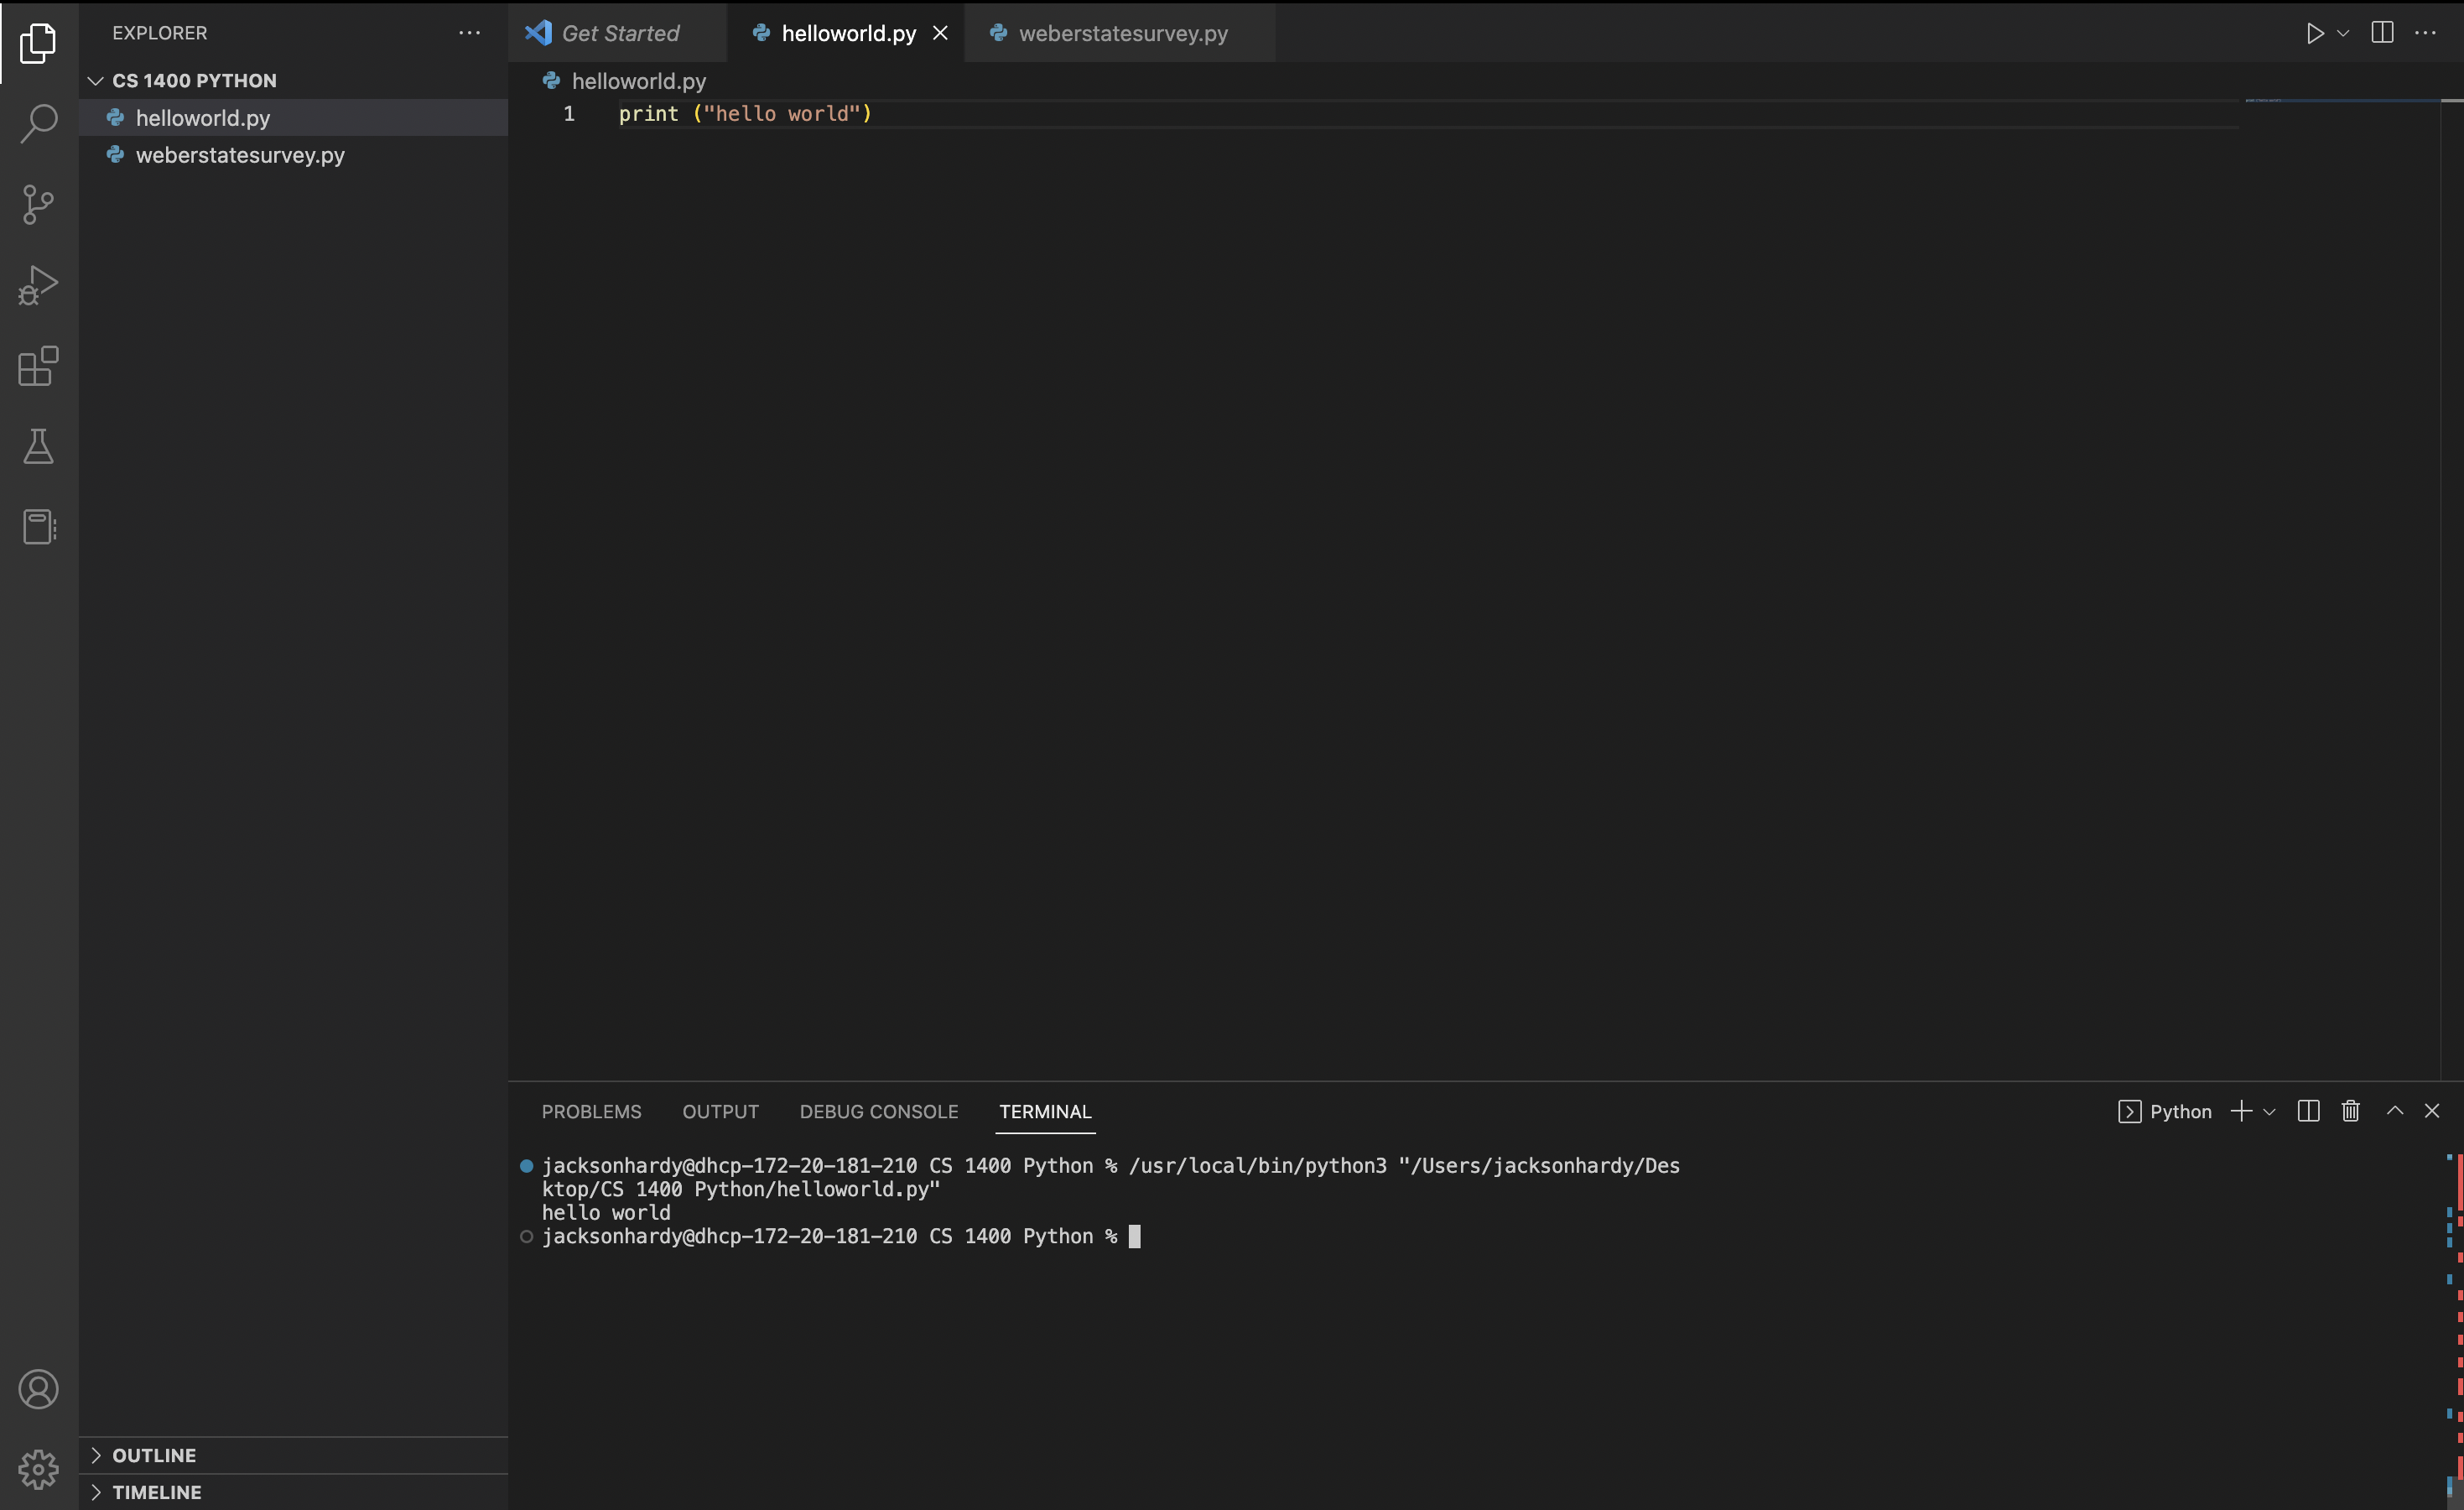 EXPLORER
CS 1400 PYTHON
helloworld.py
weberstatesurvey.py
OUTLINE
TIMELINE
Get Started
helloworld.py
weberstatesurvey.py
helloworld.py
1 print ("hello world")
PROBLEMS OUTPUT DEBUG CONSOLE TERMINAL
Python
jacksonhardy@dhcp-172-20-181-210 CS 1400 Python % /usr/local/bin/python3 "/Users/jacksonhardy/Des
ktop/CS 1400 Python/helloworld.py"
hello world
jacksonhardy@dhcp-172-20-181-210 CS 1400 Python %